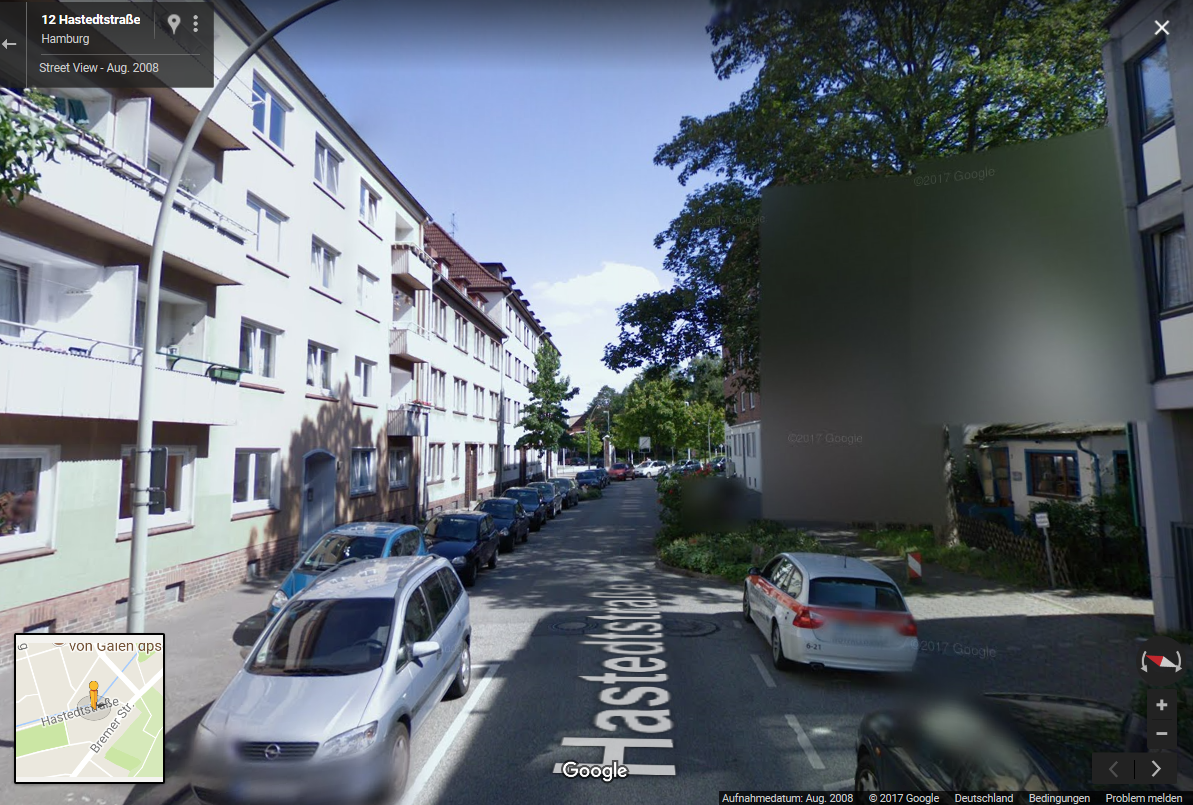 12 Hastedtstraße
Hamburg
Street View - Aug. 2008
©2017 Google
©2017 Google
©2017 Google
6-21
©2017 Google
Hastedtstraße
von Galen gps
Hastedtstraße
Bremer Str.
Google
Aufnahmedatum: Aug. 2008 © 2017 Google Deutschland Bedingungen Problem melden